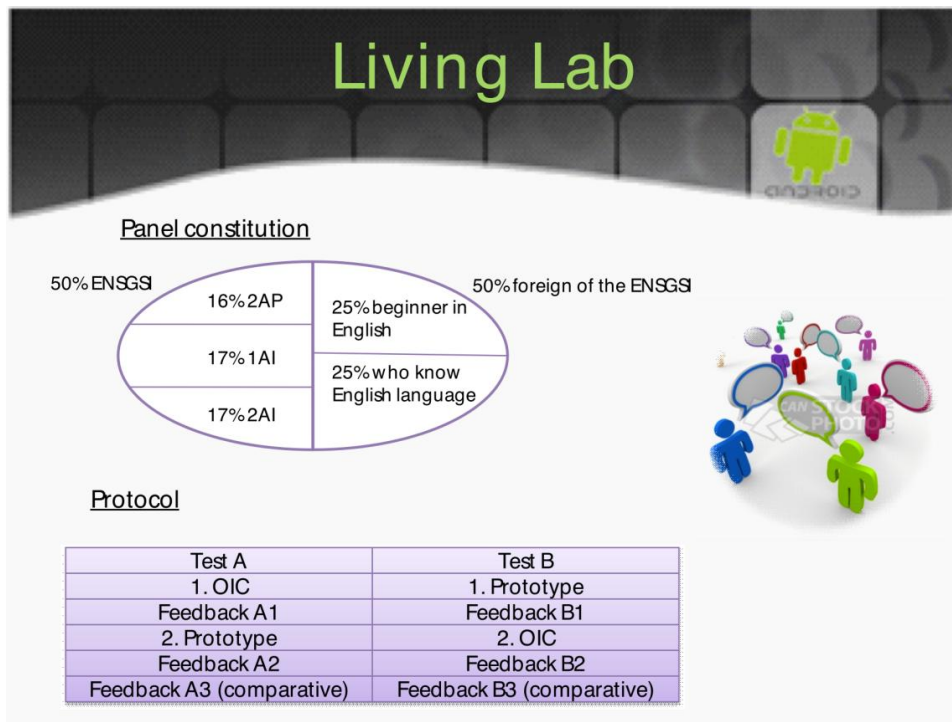 Living Lab
android
Panel constitution
50% ENSGSI
16% 2AP
17% 1AI
17% 2AI
25% beginner in
English
25% who know
English language
50% foreign of the ENSGSI
CAN STOCK
PHOTO
Protocol
Test A
Test B
1. OIC
1. Prototype
Feedback A1
Feedback B1
2. Prototype
2. OIC
Feedback A2
Feedback B2
Feedback A3 (comparative)
Feedback B3 (comparative)